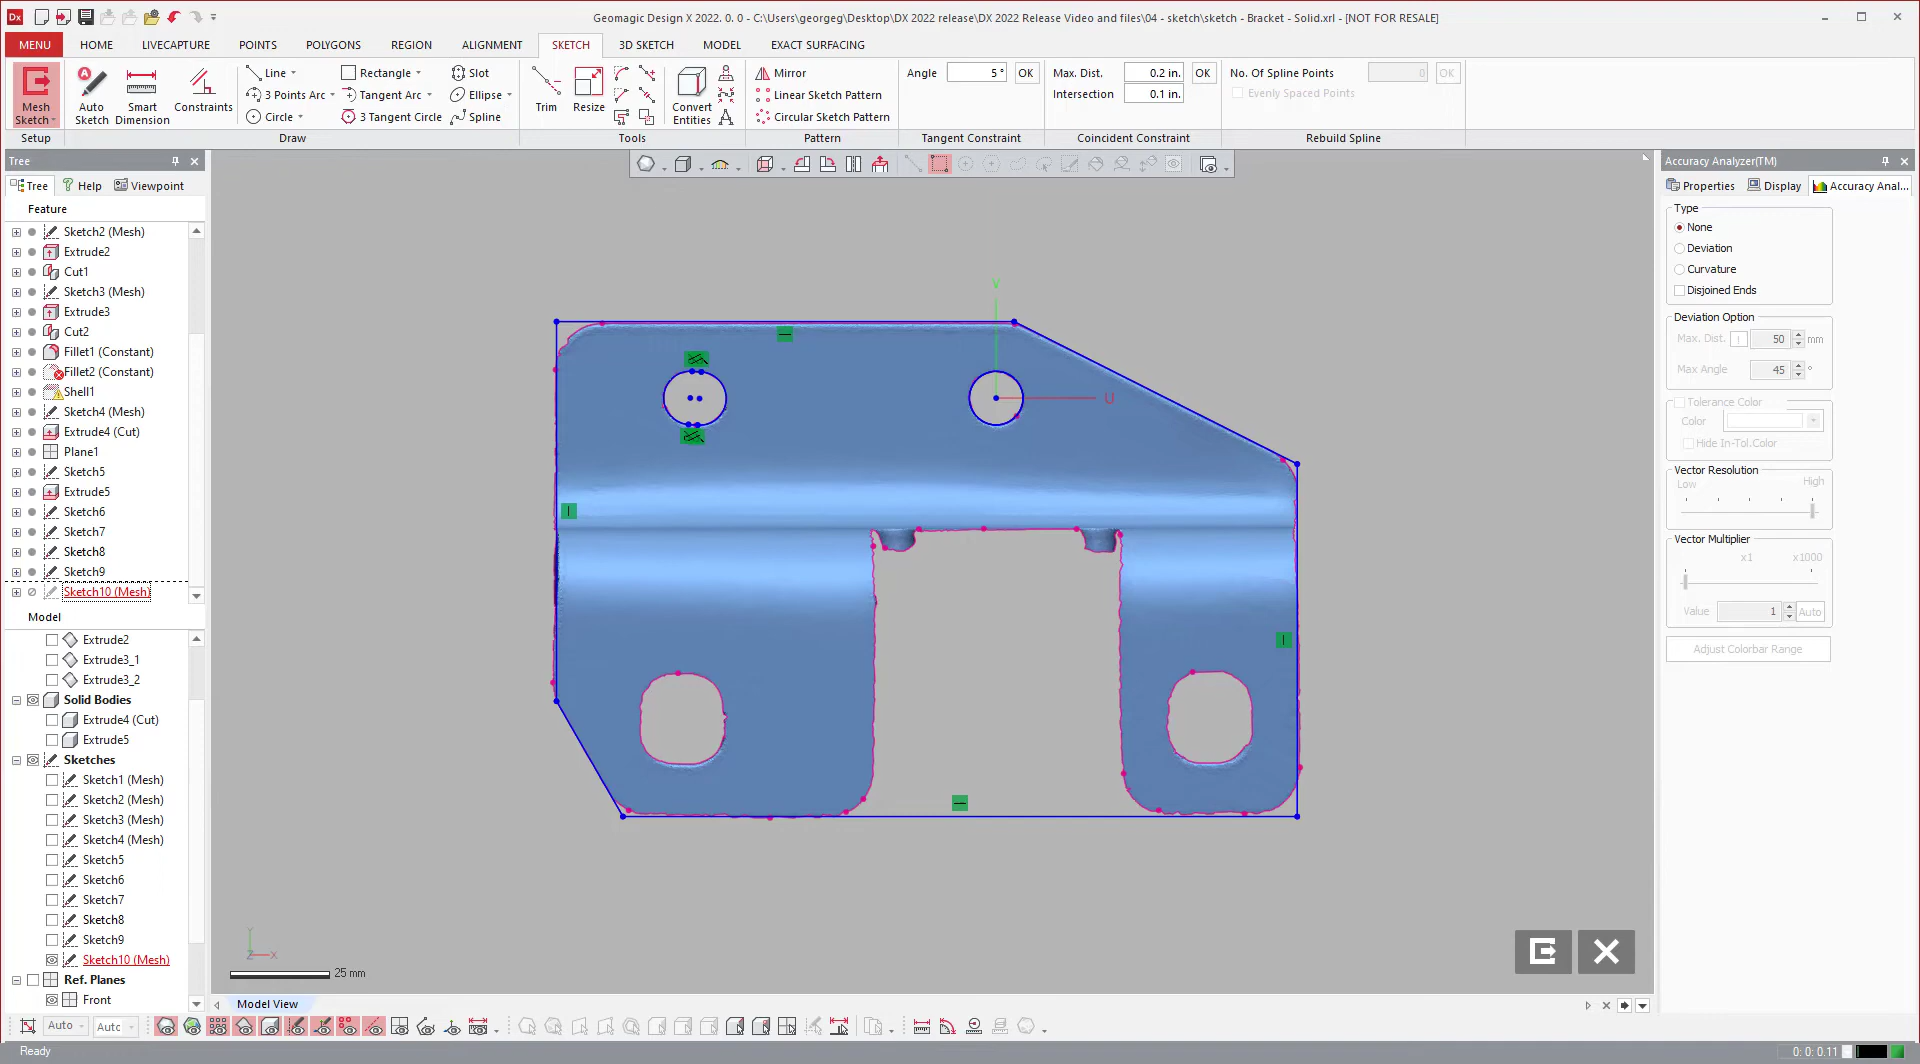 Geomagic Design X 2022. 0. 0 - C:\Users\georgeg\Desktop\DX 2022 release\DX 2022 Release Video and files\04 - sketch\sketch - Bracket - Solid.xrl - [NOT FOR RESALE]
MENU HOME LIVECAPTURE POINTS POLYGONS REGION ALIGNMENT SKETCH 3D SKETCH MODEL EXACT SURFACING
Line Rectangle Slot Mirror Angle 5 ° OK Max. Dist. 0.2 in. OK No. Of Spline Points 0 OK
3 Points Arc Tangent Arc Ellipse Linear Sketch Pattern Intersection 0.1 in. Evenly Spaced Points
Mesh Sketch Auto Sketch Smart Dimension Constraints Trim Resize Convert Entities
Circle 3 Tangent Circle Spline Circular Sketch Pattern
Setup Draw Tools Pattern Tangent Constraint Coincident Constraint Rebuild Spline
Tree
Tree Help Viewpoint
Feature
Sketch2 (Mesh)
Extrude2
Cut1
Sketch3 (Mesh)
Extrude3
Cut2
Fillet1 (Constant)
Fillet2 (Constant)
Shell1
Sketch4 (Mesh)
Extrude4 (Cut)
Plane1
Sketch5
Extrude5
Sketch6
Sketch7
Sketch8
Sketch9
Sketch10 (Mesh)
Model
Extrude2
Extrude3_1
Extrude3_2
Solid Bodies
Extrude4 (Cut)
Extrude5
Sketches
Sketch1 (Mesh)
Sketch2 (Mesh)
Sketch3 (Mesh)
Sketch4 (Mesh)
Sketch5
Sketch6
Sketch7
Sketch8
Sketch9
Sketch10 (Mesh)
Ref. Planes
Front
V
U
Y
Z X
25 mm
Model View
Accuracy Analyzer(TM)
Properties Display Accuracy Anal...
Type
None
Deviation
Curvature
Disjoined Ends
Deviation Option
Max. Dist. 50 mm
Max Angle 45 °
Tolerance Color
Color
Hide In-Tol.Color
Vector Resolution
Low High
Vector Multiplier
x1 x1000
Value 1 Auto
Adjust Colorbar Range
Auto Auto
Ready
0: 0: 0.11